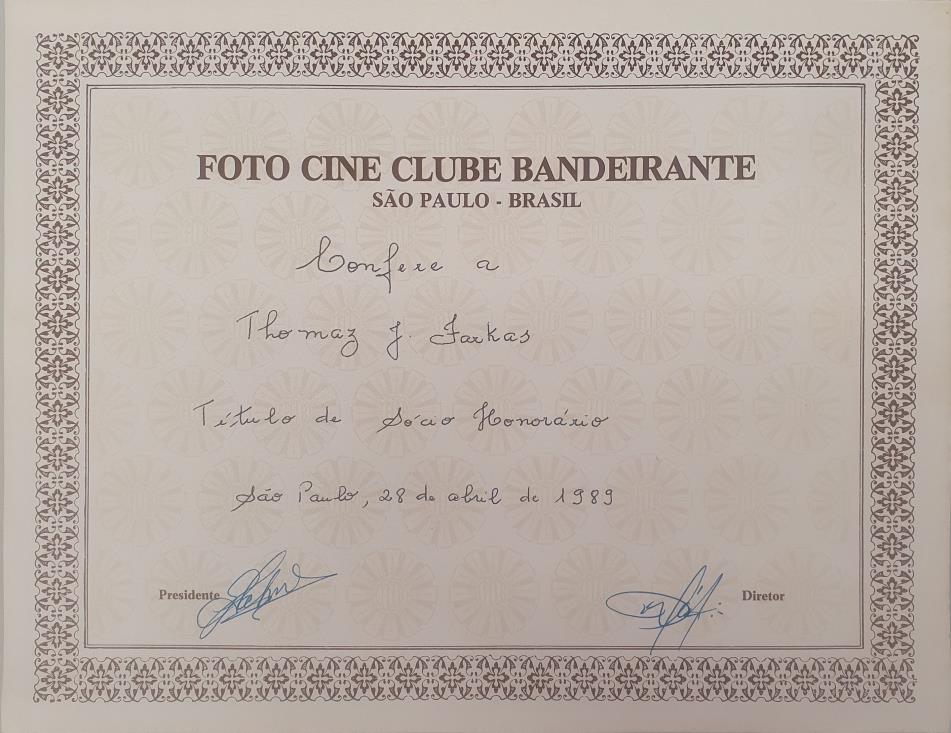 FOTO CINE CLUBE BANDEIRANTE
SÃO PAULO - BRASIL
Confere a
Thomaz J. Farkas
Título de Sócio Honorário
São Paulo, 28 de abril de 1989
Presidente
Diretor